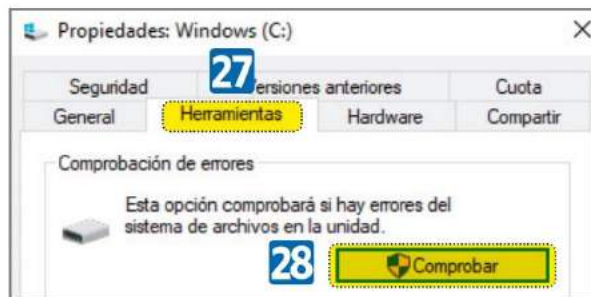 Propiedades: Windows (C:)
27
Seguridad Versiones anteriores Cuota
General Herramientas Hardware Compartir
Comprobación de errores
Esta opción comprobará si hay errores del
sistema de archivos en la unidad.
28 Comprobar